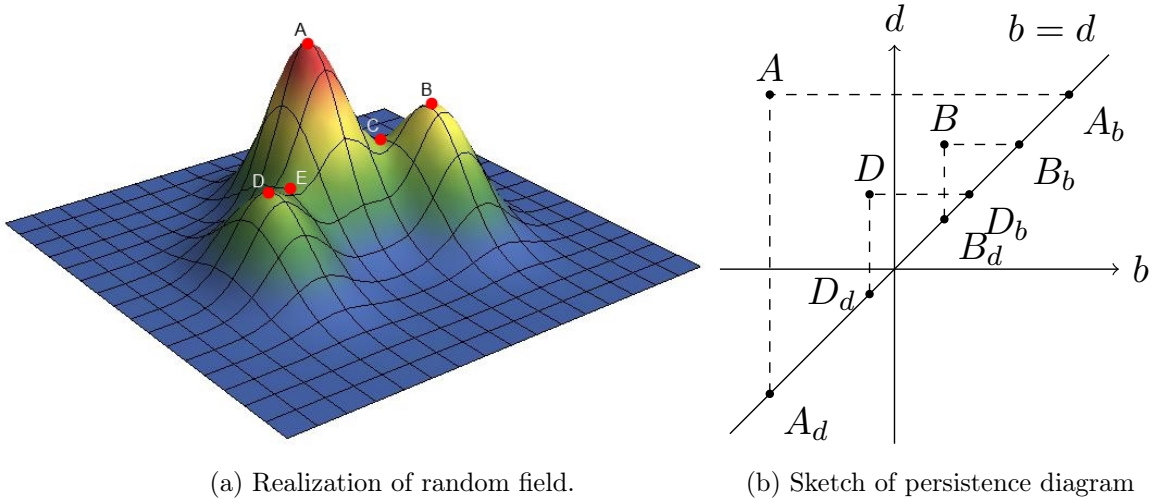 A
B
C
D
E
d
b = d
A
A_b
B
B_b
D
D_b
B_d
b
D_d
A_d
(a) Realization of random field.
(b) Sketch of persistence diagram